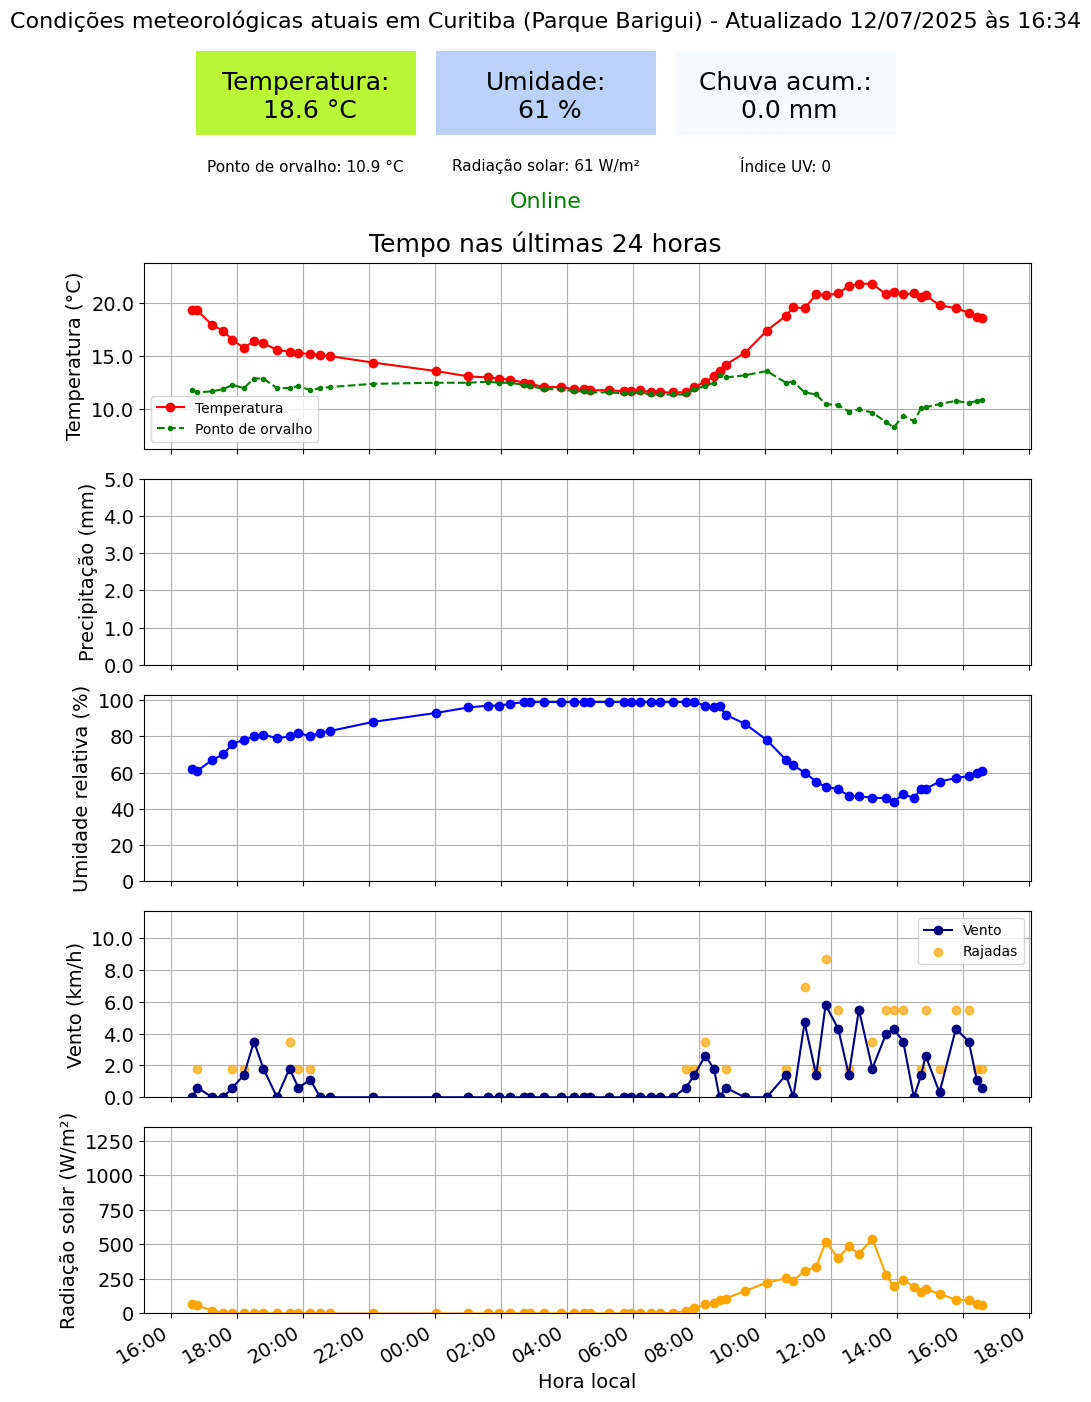 Condições meteorológicas atuais em Curitiba (Parque Barigui) - Atualizado 12/07/2025 às 16:34
Temperatura:
18.6 °C
Umidade:
61 %
Chuva acum.:
0.0 mm
Ponto de orvalho: 10.9 °C
Radiação solar: 61 W/m²
Índice UV: 0
Online
Tempo nas últimas 24 horas
Temperatura (°C)
20.0
15.0
10.0
Temperatura
Ponto de orvalho
Precipitação (mm)
5.0
4.0
3.0
2.0
1.0
0.0
Umidade relativa (%)
100
80
60
40
20
0
Vento (km/h)
10.0
8.0
6.0
4.0
2.0
0.0
Vento
Rajadas
Radiação solar (W/m²)
1250
1000
750
500
250
0
16:00
18:00
20:00
22:00
00:00
02:00
04:00
06:00
08:00
10:00
12:00
14:00
16:00
18:00
Hora local